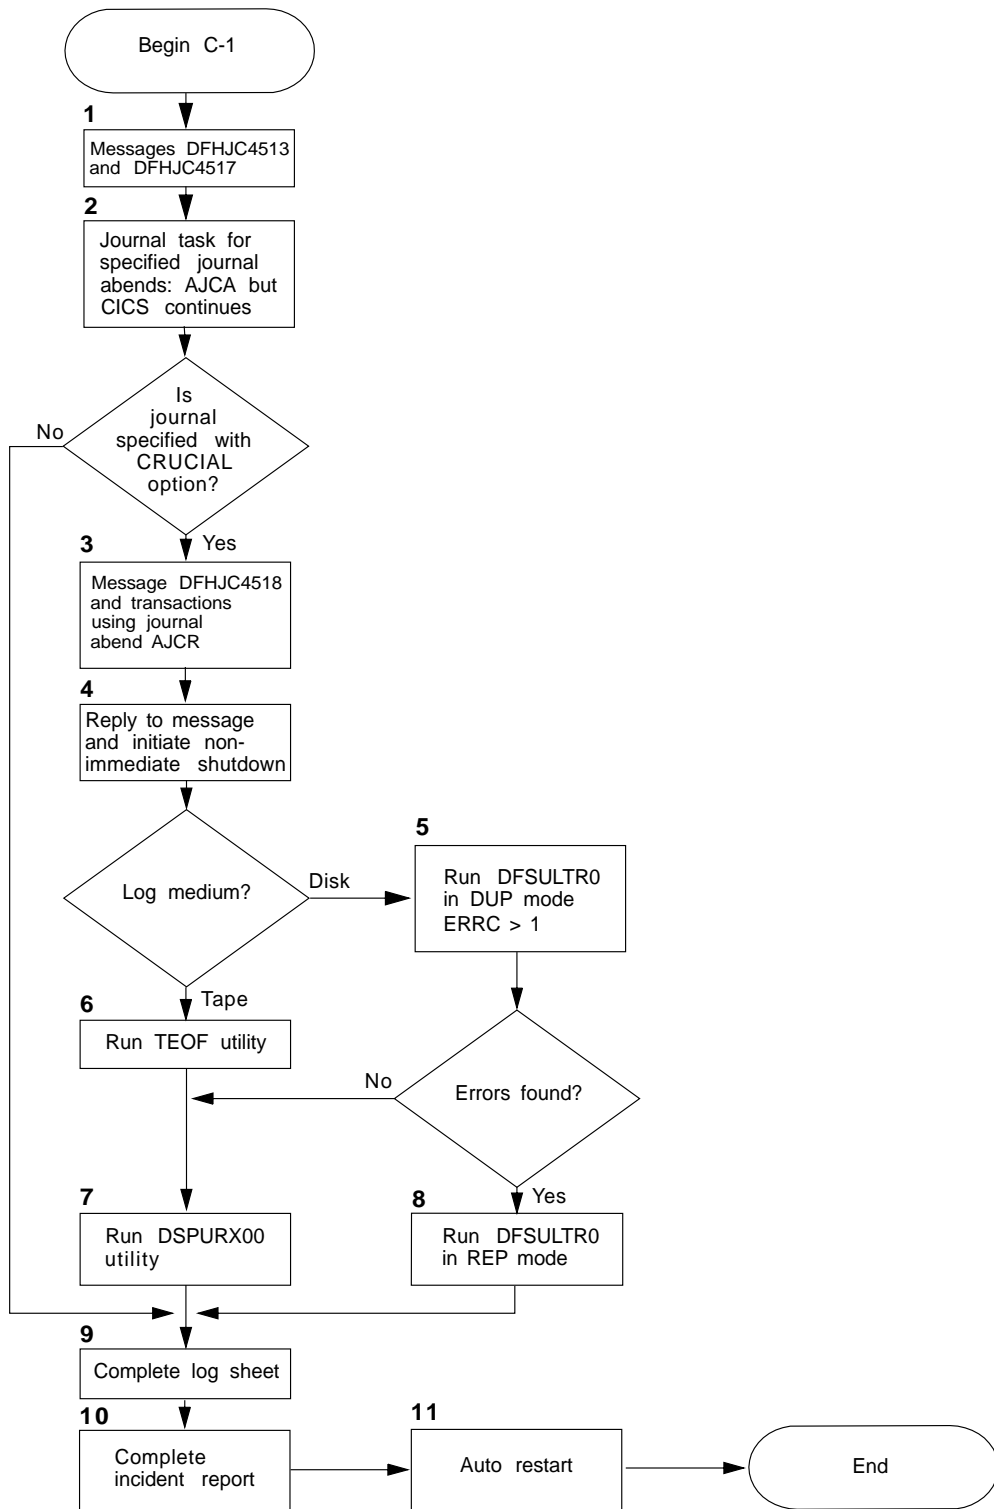 Begin C-1
1
Messages DFHJC4513
and DFHJC4517
2
Journal task for
specified journal
abends: AJCA but
CICS continues
Is
journal
specified with
CRUCIAL
option?
No
Yes
3
Message DFHJC4518
and transactions
using journal
abend AJCR
4
Reply to message
and initiate non-
immediate shutdown
Log medium?
Disk
5
Run DFSULTR0
in DUP mode
ERRC > 1
Tape
6
Run TEOF utility
No
Errors found?
Yes
7
Run DSPURX00
utility
8
Run DFSULTR0
in REP mode
9
Complete log sheet
10
Complete
incident report
11
Auto restart
End